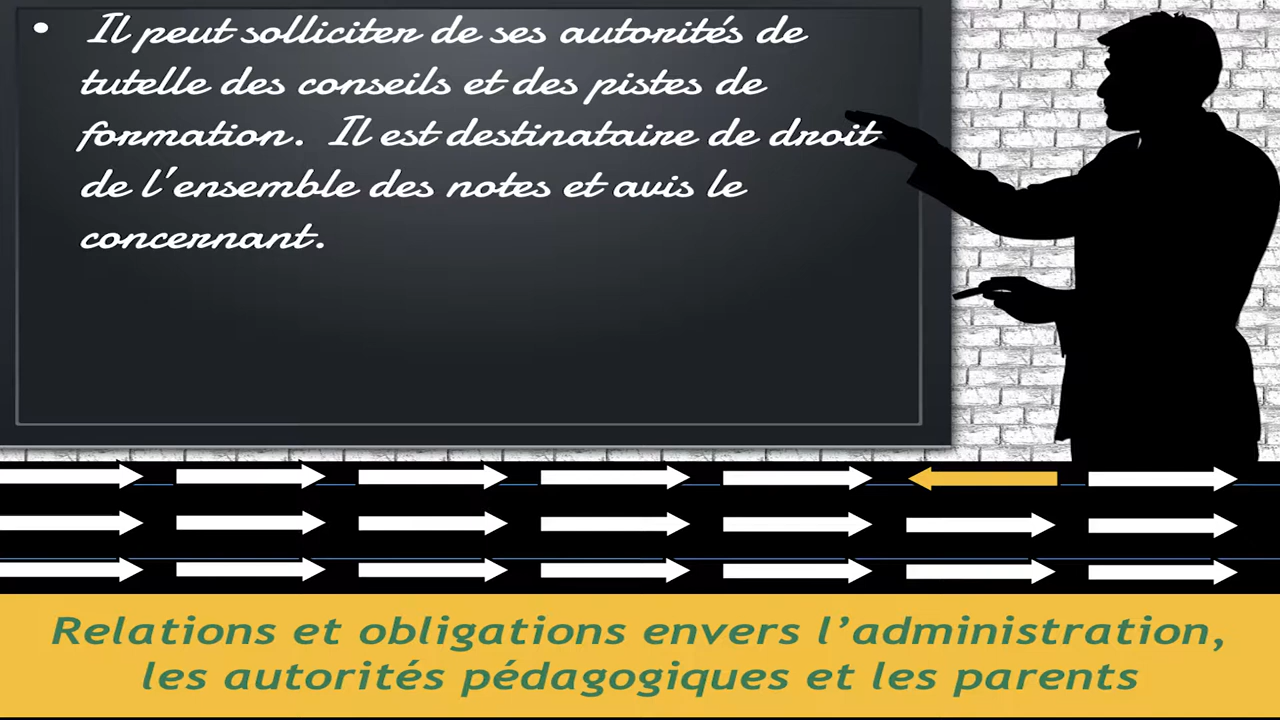 • Il peut solliciter de ses autorités de
tutelle des conseils et des pistes de
formation. Il est destinataire de droit
de l'ensemble des notes et avis le
concernant.
Relations et obligations envers l’administration,
les autorités pédagogiques et les parents